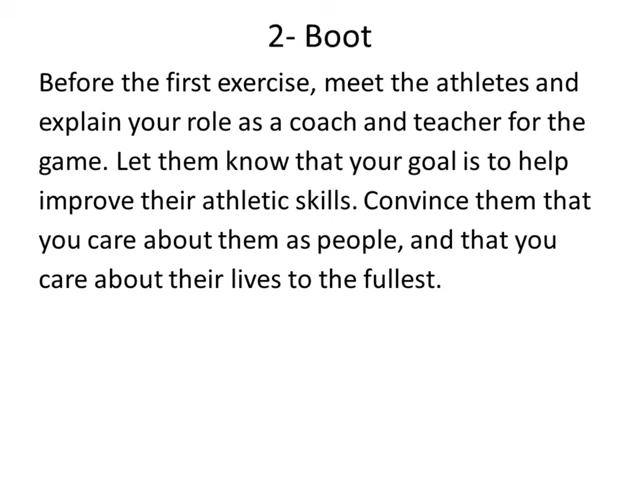 2- Boot
Before the first exercise, meet the athletes and
explain your role as a coach and teacher for the
game. Let them know that your goal is to help
improve their athletic skills. Convince them that
you care about them as people, and that you
care about their lives to the fullest.